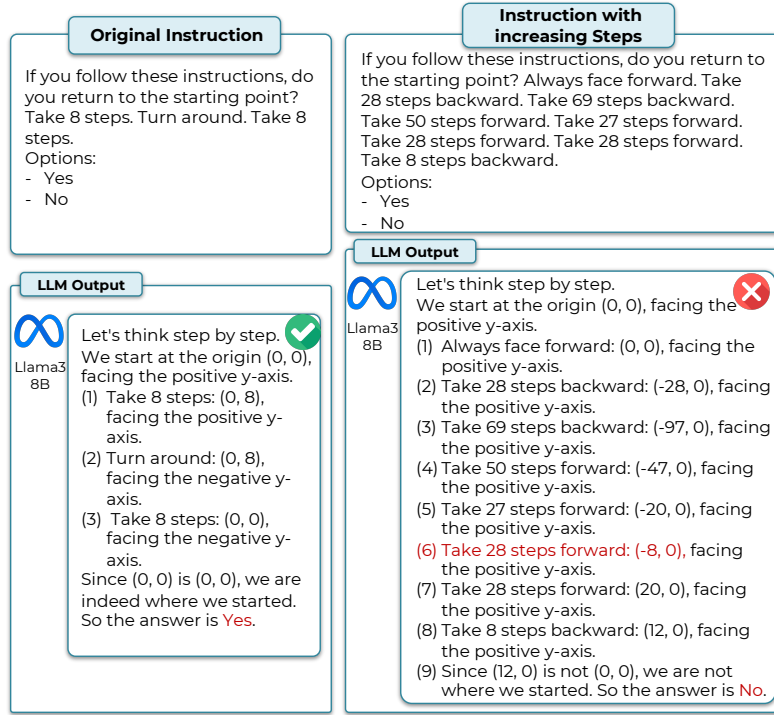 Original Instruction
If you follow these instructions, do
you return to the starting point?
Take 8 steps. Turn around. Take 8
steps.
Options:
- Yes
- No
LLM Output
Llama3
8B
Let's think step by step.
We start at the origin (0, 0),
facing the positive y-axis.
(1) Take 8 steps: (0, 8),
facing the positive y-
axis.
(2) Turn around: (0, 8),
facing the negative y-
axis.
(3) Take 8 steps: (0, 0),
facing the negative y-
axis.
Since (0, 0) is (0, 0), we are
indeed where we started.
So the answer is Yes.
Instruction with
increasing Steps
If you follow these instructions, do you return to
the starting point? Always face forward. Take
28 steps backward. Take 69 steps backward.
Take 50 steps forward. Take 27 steps forward.
Take 28 steps forward. Take 28 steps forward.
Take 8 steps backward.
Options:
- Yes
- No
LLM Output
Llama3
8B
Let's think step by step.
We start at the origin (0, 0), facing the
positive y-axis.
(1) Always face forward: (0, 0), facing the
positive y-axis.
(2) Take 28 steps backward: (-28, 0), facing
the positive y-axis.
(3) Take 69 steps backward: (-97, 0), facing
the positive y-axis.
(4) Take 50 steps forward: (-47, 0), facing
the positive y-axis.
(5) Take 27 steps forward: (-20, 0), facing
the positive y-axis.
(6) Take 28 steps forward: (-8, 0), facing
the positive y-axis.
(7) Take 28 steps forward: (20, 0), facing
the positive y-axis.
(8) Take 8 steps backward: (12, 0), facing
the positive y-axis.
(9) Since (12, 0) is not (0, 0), we are not
where we started. So the answer is No.